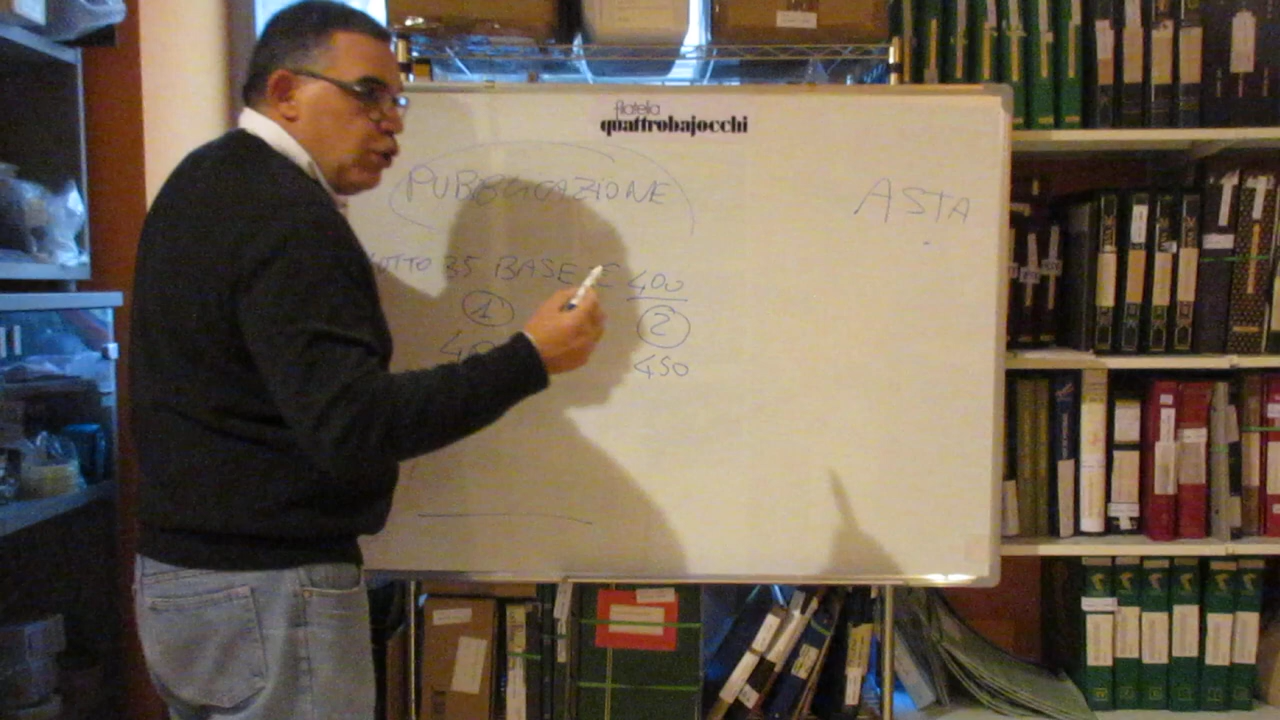 filatelia
quattrobajocchi
PUBBLICAZIONE
ASTA
LOTTO 35 BASE € 400
1
2
450